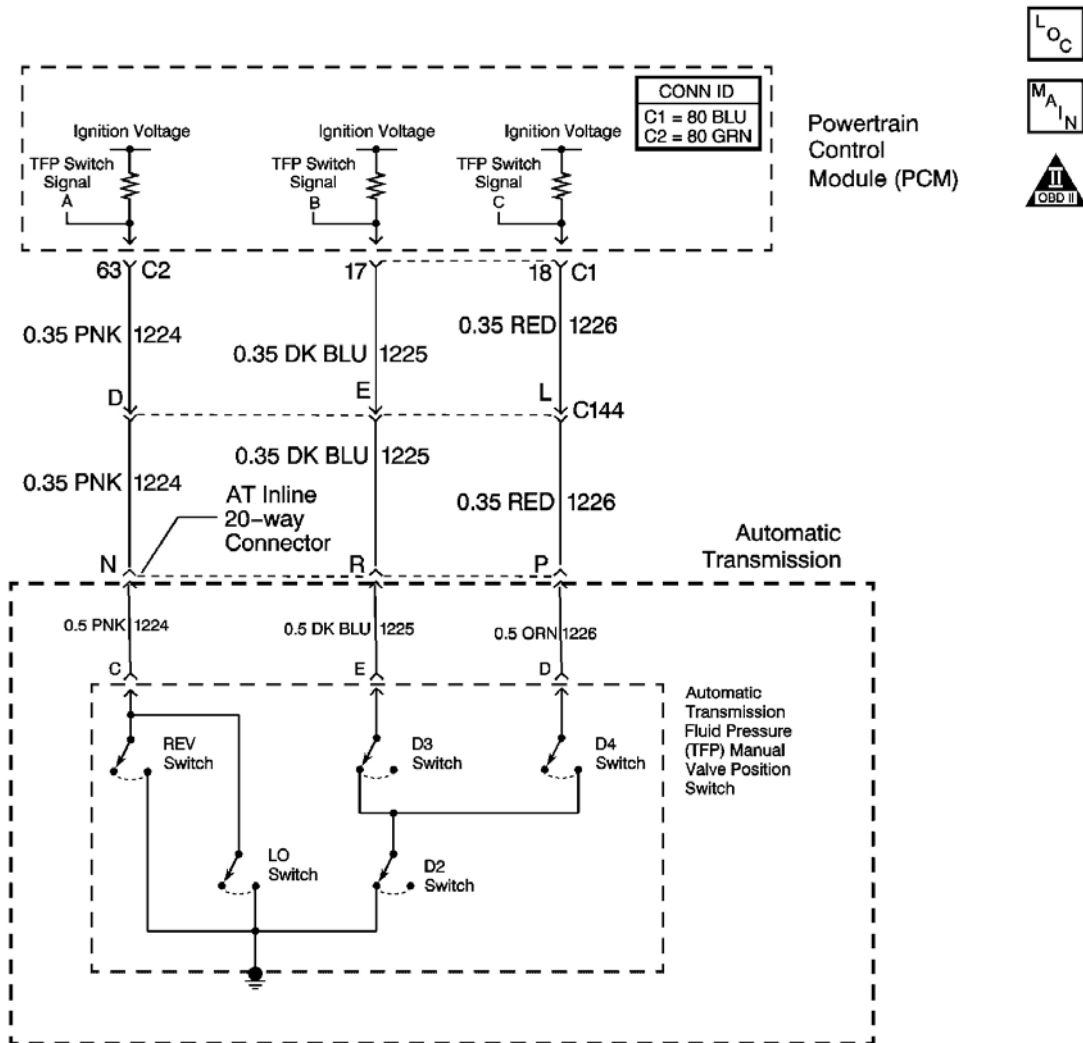 LOC
CONN ID
C1 = 80 BLU
C2 = 80 GRN
MAIN
Ignition Voltage
Ignition Voltage
Ignition Voltage
Powertrain
Control
Module (PCM)
TFP Switch
Signal
A
TFP Switch
Signal
B
TFP Switch
Signal
C
II
OBD II
63
C2
17
18
C1
0.35 PNK
1224
0.35 DK BLU
1225
0.35 RED
1226
D
E
L
C144
0.35 PNK
1224
0.35 DK BLU
1225
0.35 RED
1226
AT Inline
20-way
Connector
Automatic
Transmission
N
R
P
0.5 PNK
1224
0.5 DK BLU
1225
0.5 ORN
1226
C
E
D
REV
Switch
D3
Switch
D4
Switch
Automatic
Transmission
Fluid Pressure
(TFP) Manual
Valve Position
Switch
LO
Switch
D2
Switch